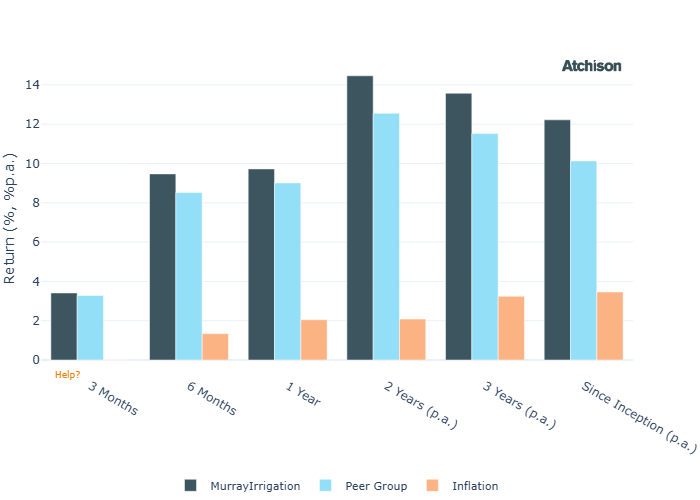 Atchison
Return (%, %p.a.)
14
12
10
8
6
4
2
0
Help?
3 Months
6 Months
1 Year
2 Years (p.a.)
3 Years (p.a.)
Since Inception (p.a.)
MurrayIrrigation
Peer Group
Inflation